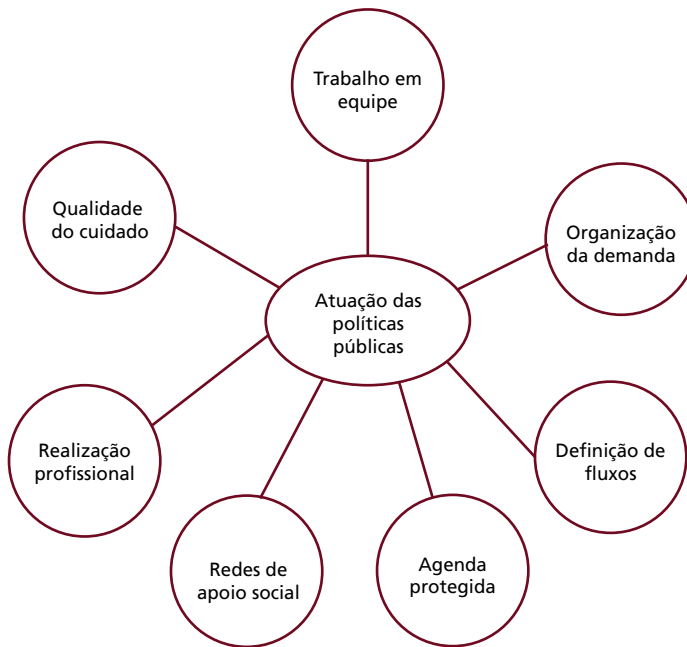 Trabalho em
equipe
Qualidade
do cuidado
Organização
da demanda
Atuação das
políticas
públicas
Realização
profissional
Definição de
fluxos
Redes de
apoio social
Agenda
protegida